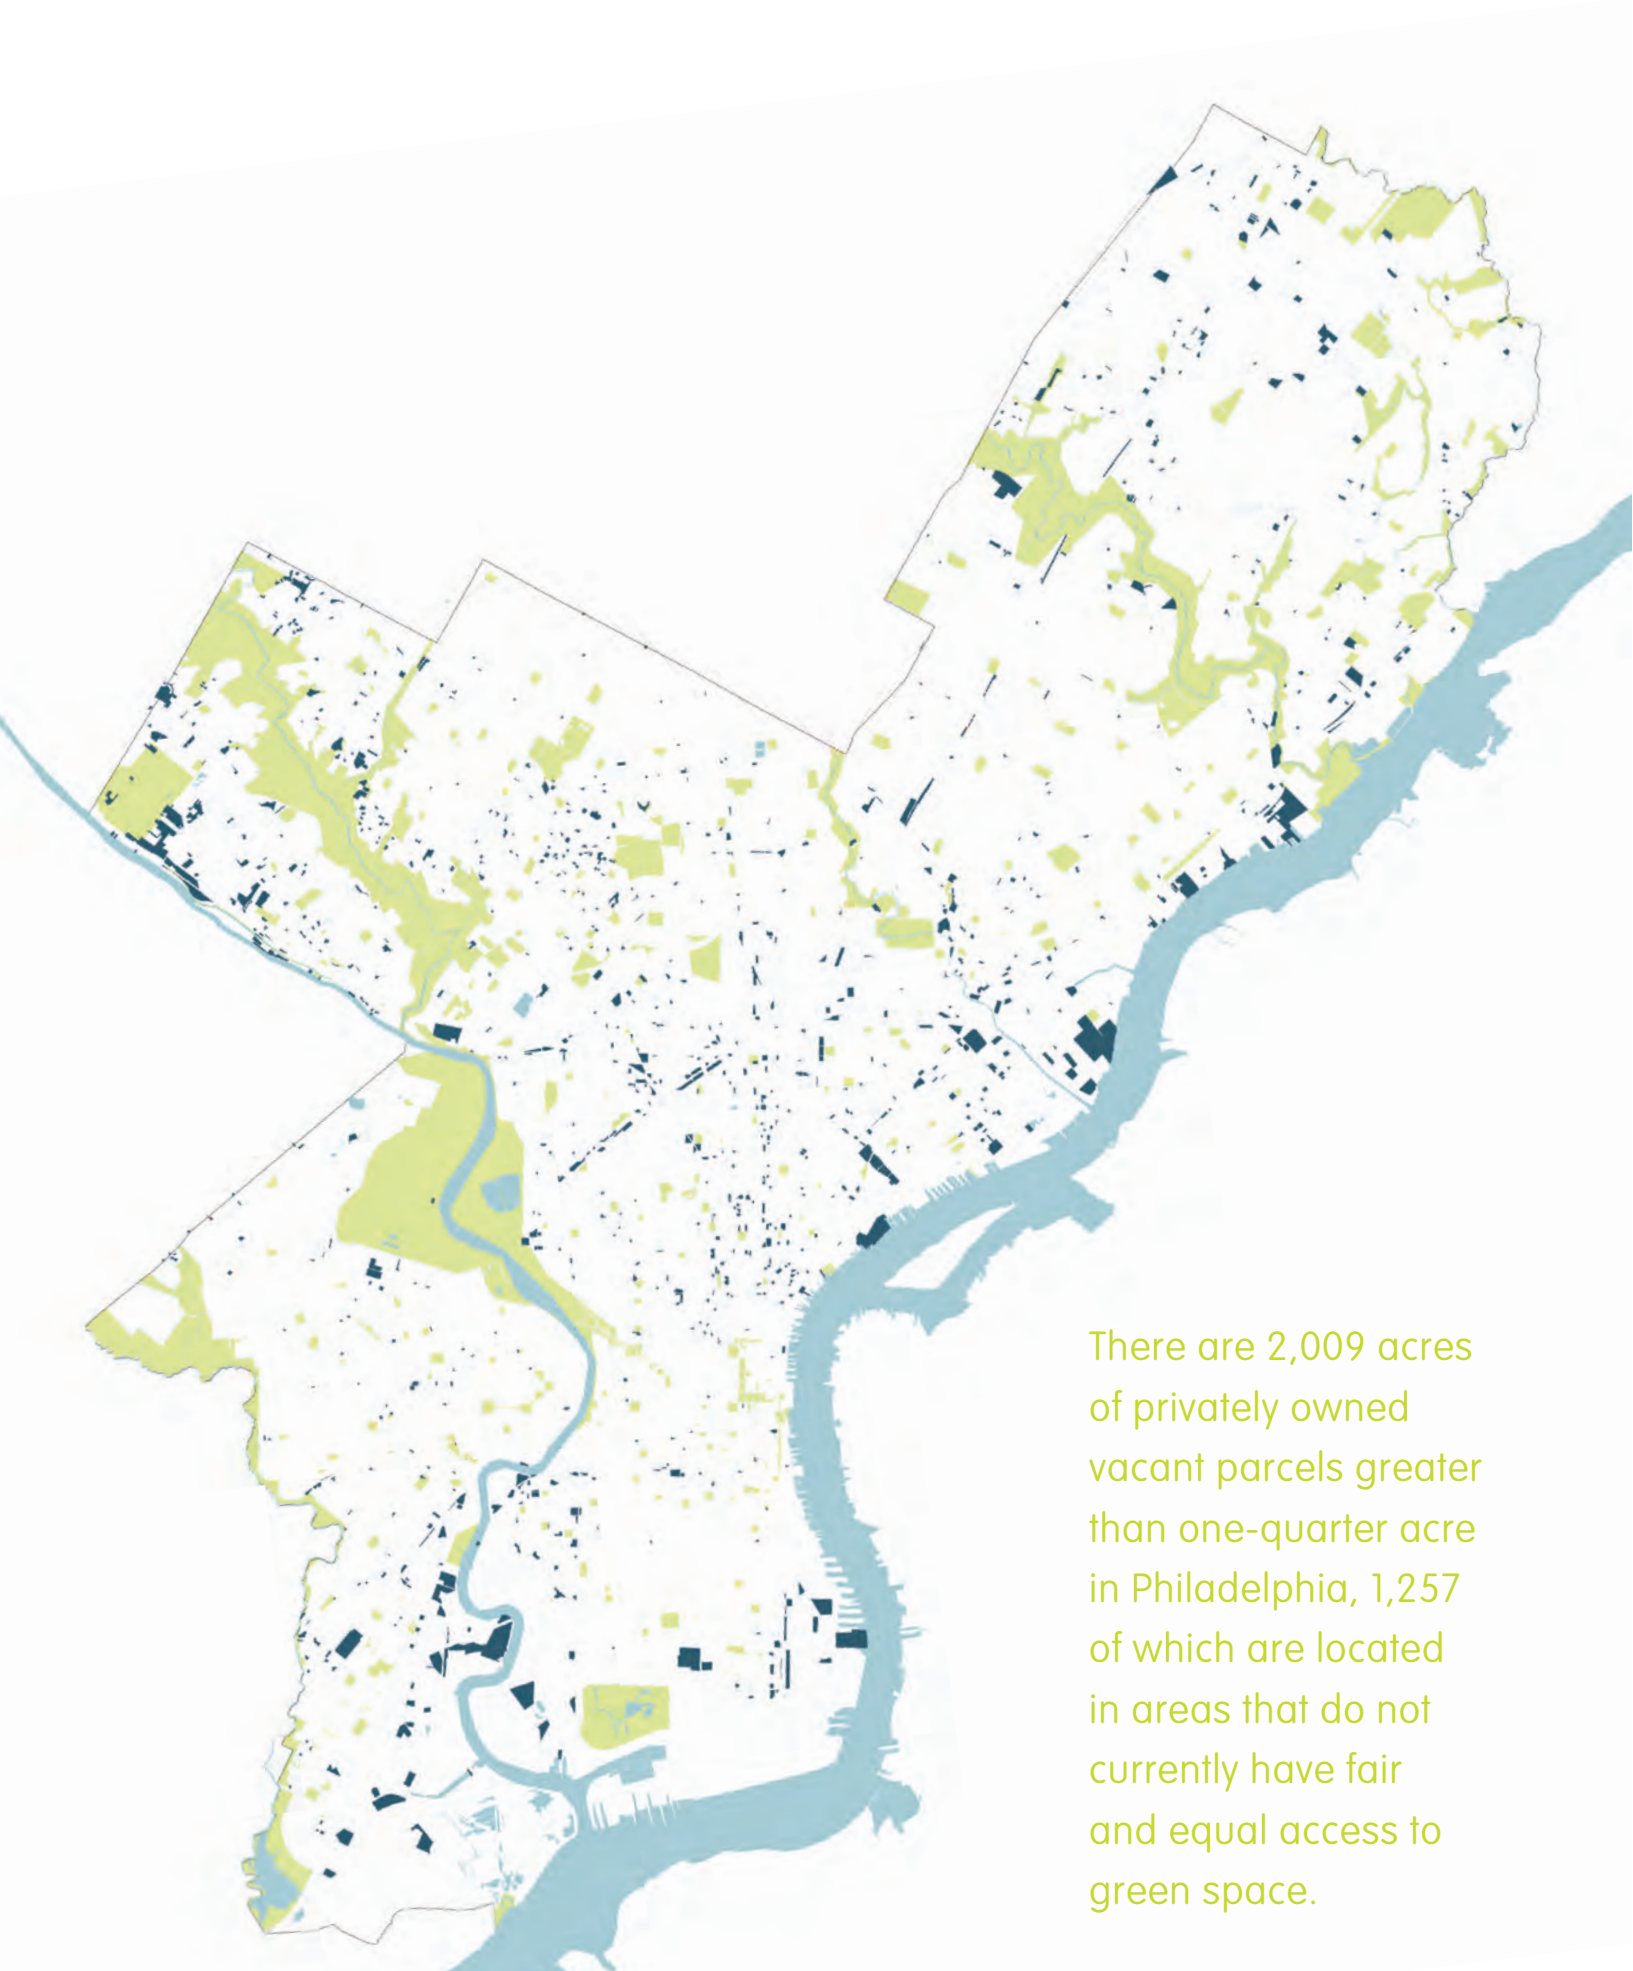 There are 2,009 acres
of privately owned
vacant parcels greater
than one-quarter acre
in Philadelphia, 1,257
of which are located
in areas that do not
currently have fair
and equal access to
green space.